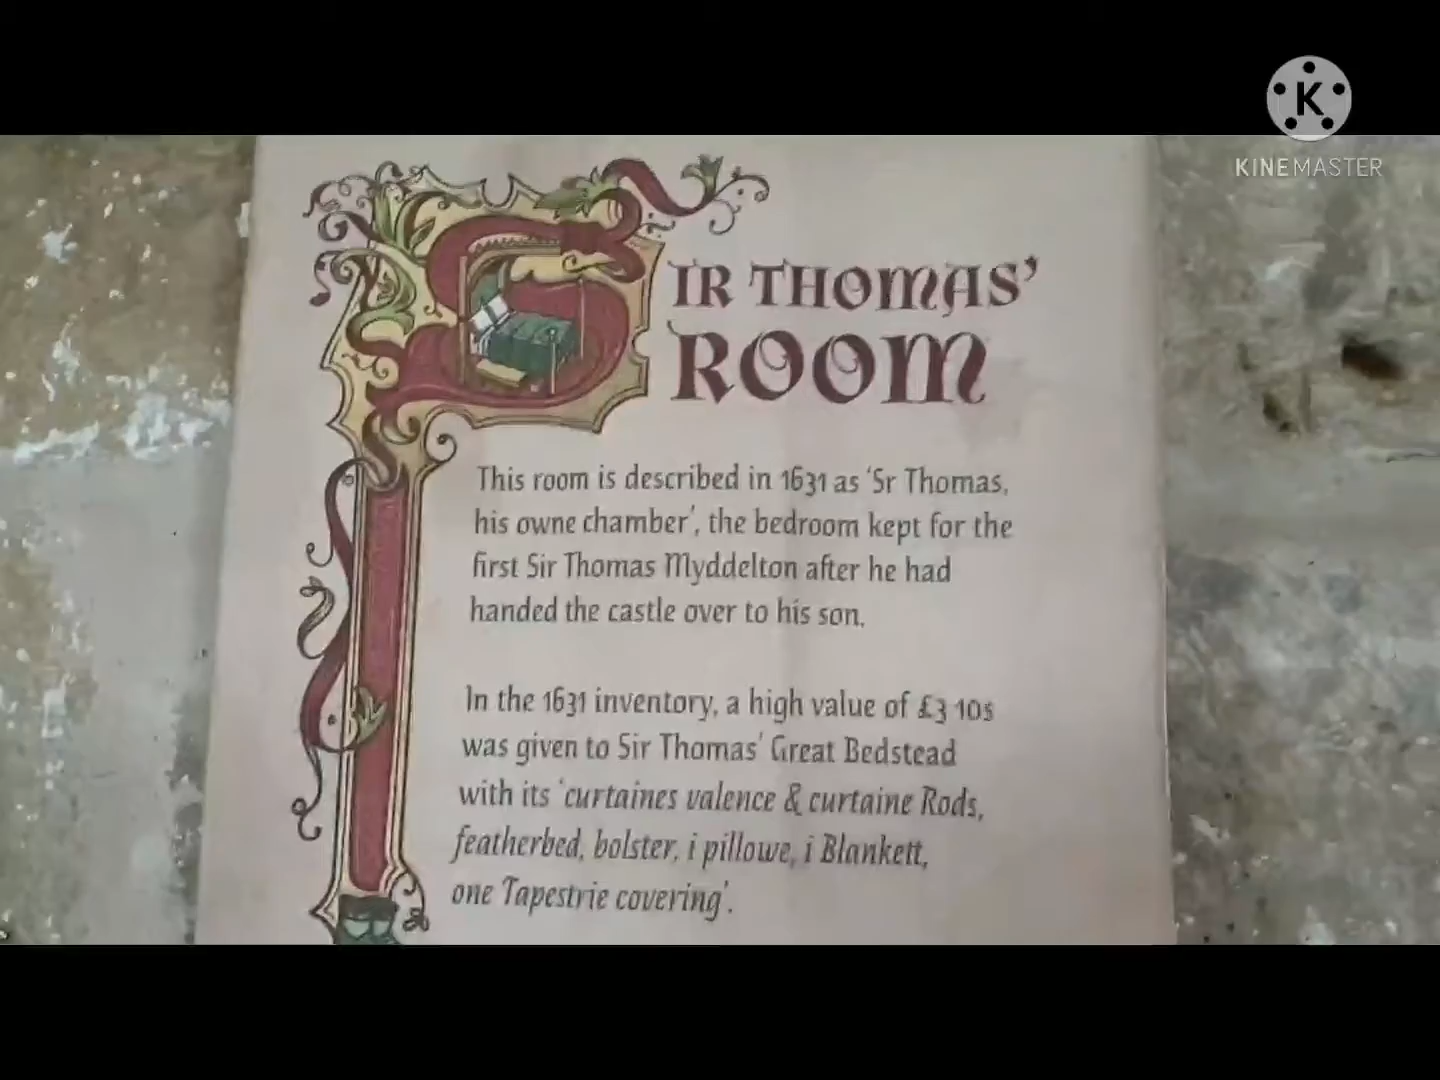 KINEMASTER
SIR THOMAS'
ROOM
This room is described in 1631 as 'Sr Thomas,
his owne chamber', the bedroom kept for the
first Sir Thomas Myddelton after he had
handed the castle over to his son.
In the 1631 inventory, a high value of £3 10s
was given to Sir Thomas' Great Bedstead
with its 'curtaines valence & curtaine Rods,
featherbed, bolster, i pillowe, i Blankett,
one Tapestrie covering'.